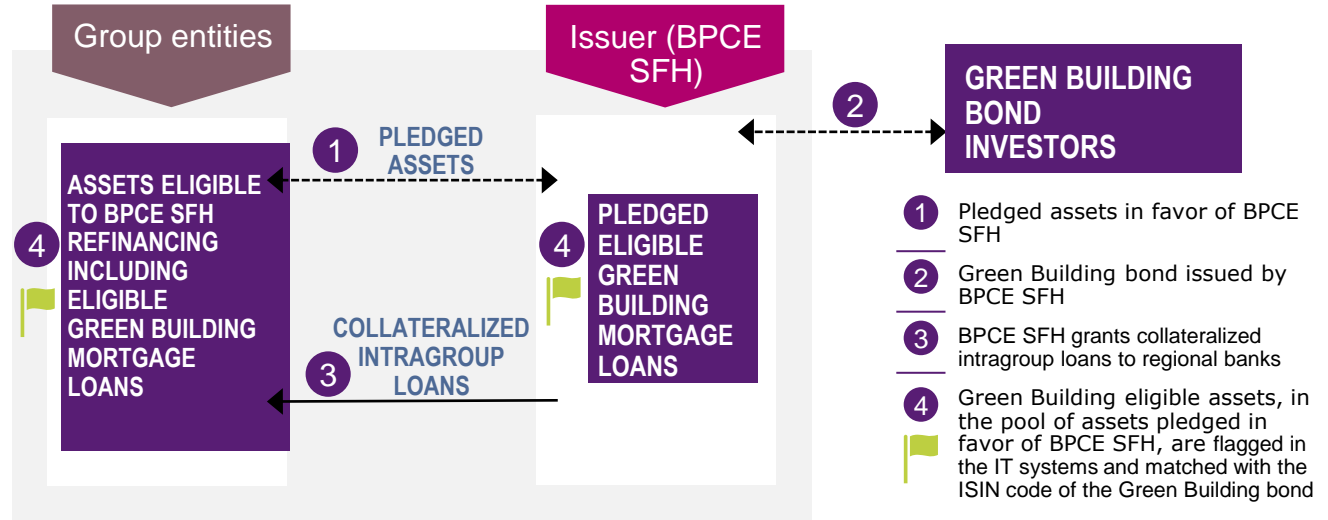 Group entities
Issuer (BPCE
SFH)
GREEN BUILDING
BOND
INVESTORS
2
1
PLEDGED
ASSETS
4
ASSETS ELIGIBLE
TO BPCE SFH
REFINANCING
INCLUDING
ELIGIBLE
GREEN BUILDING
MORTGAGE
LOANS
4
PLEDGED
ELIGIBLE
GREEN
BUILDING
MORTGAGE
LOANS
3
COLLATERALIZED
INTRAGROUP
LOANS
1
Pledged assets in favor of BPCE
SFH
2
Green Building bond issued by
BPCE SFH
3
BPCE SFH grants collateralized
intragroup loans to regional banks
4
Green Building eligible assets, in
the pool of assets pledged in
favor of BPCE SFH, are flagged in
the IT systems and matched with the
ISIN code of the Green Building bond